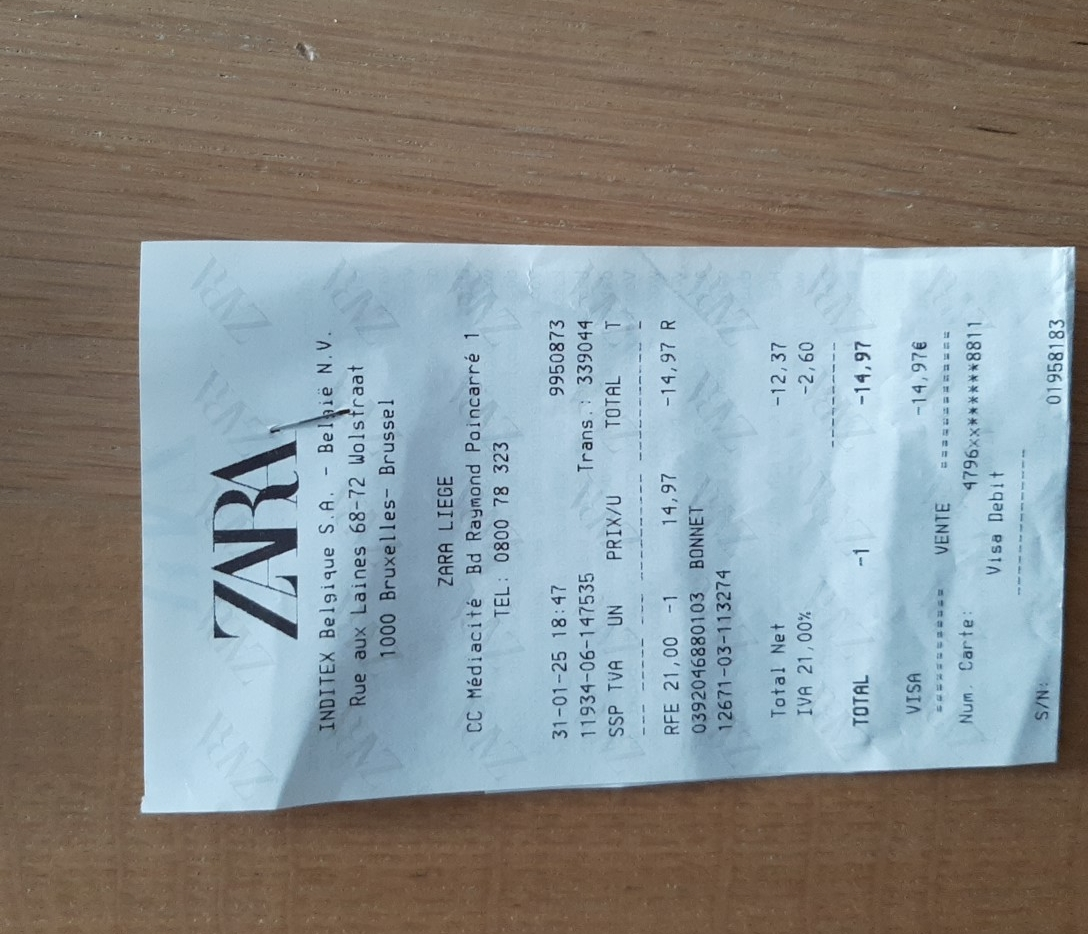 ZARA
INDITEX Belgique S.A. - België N.V.
Rue aux Laines 68-72 Wolstraat
1000 Bruxelles- Brussel
ZARA LIEGE
CC Médiacité Bd Raymond Poincarré 1
TEL: 0800 78 323
31-01-25 18:47 9950873
11934-06-147535 Trans.: 339044
SSP TVA UN PRIX/U TOTAL T
--- ---- ---- ------- --------- -
RFE 21,00 -1 14,97 -14,97 R
03920468801​03 BONNET
12671-03-113274
Total Net -12,37
IVA 21,00% -2,60
-----------
TOTAL -1 -14,97
VISA -14,97€
============ VENTE =============
Num. Carte: 4796xx******8811
Visa Debit
----------------
S/N: 01958183